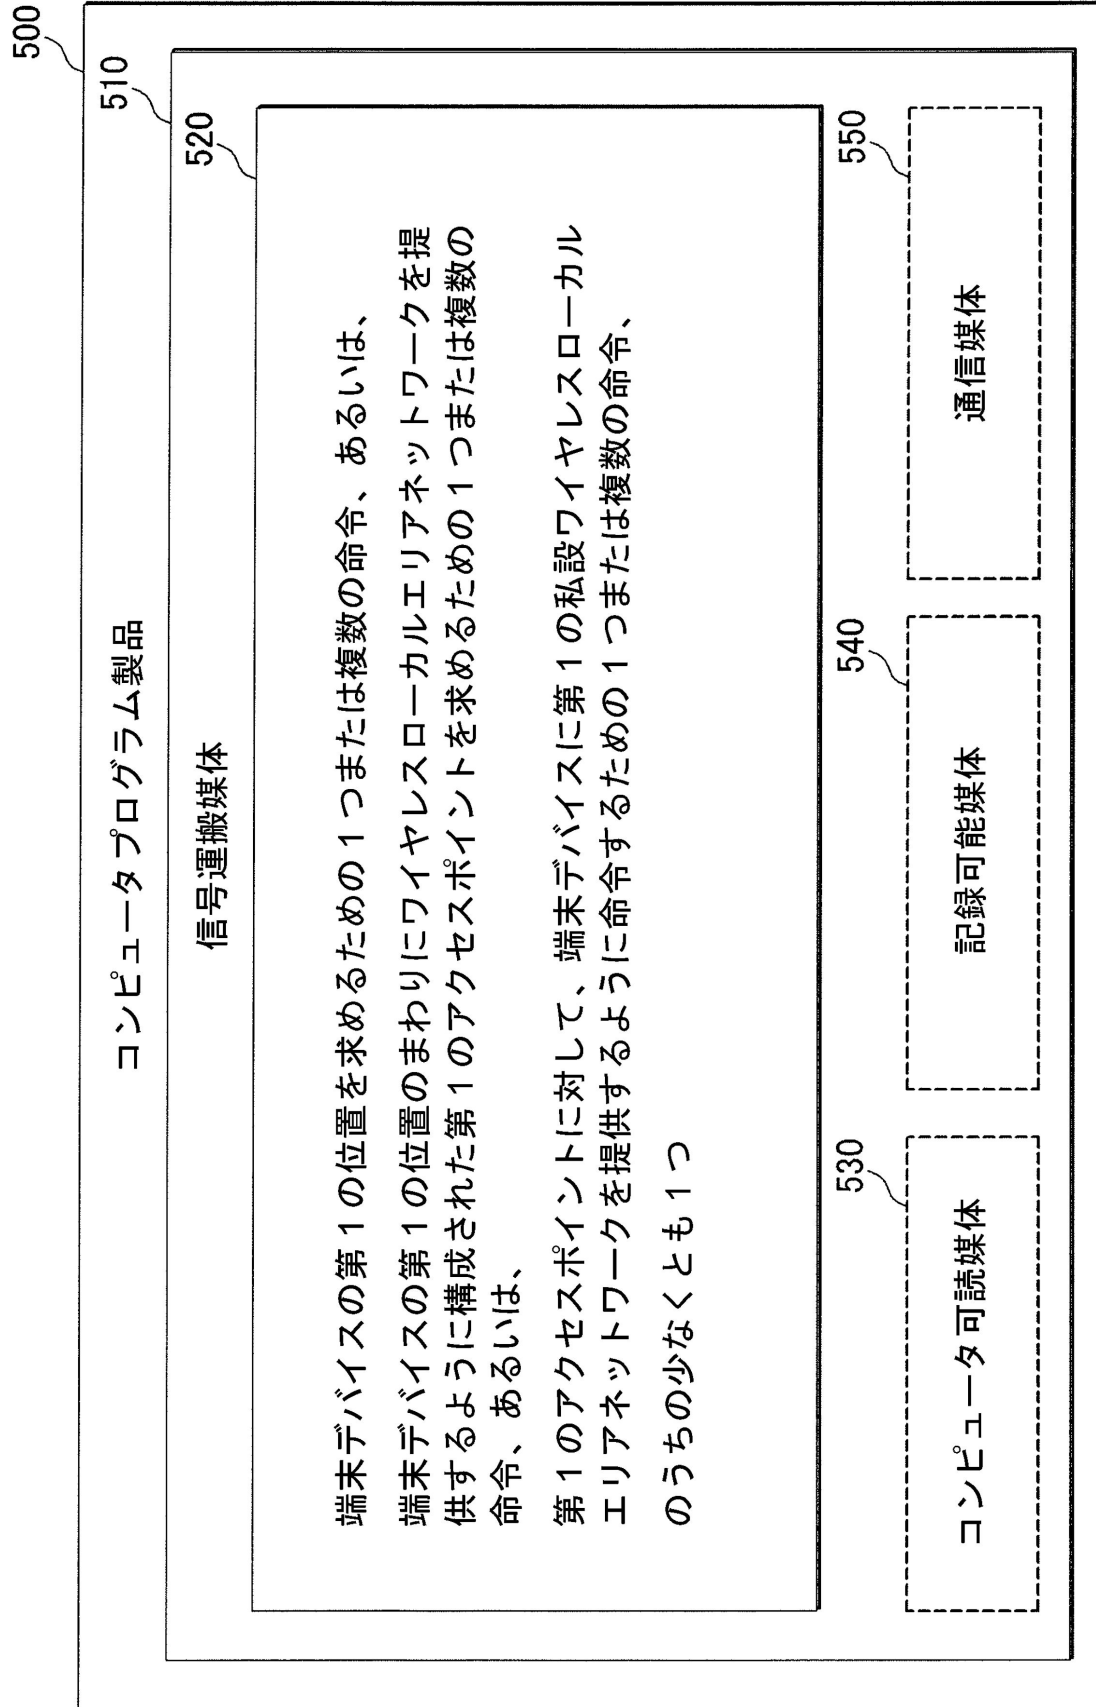 500
コンピュータプログラム製品
510
信号運搬媒体
520
端末デバイスの第１の位置を求めるための１つまたは複数の命令、あるいは、
端末デバイスの第１の位置のまわりにワイヤレスローカルエリアネットワークを提
供するように構成された第１のアクセスポイントを求めるための１つまたは複数の
命令、あるいは、
第１のアクセスポイントに対して、端末デバイスに第１の私設ワイヤレスローカル
エリアネットワークを提供するように命令するための１つまたは複数の命令、
のうちの少なくとも１つ
530
コンピュータ可読媒体
540
記録可能媒体
550
通信媒体